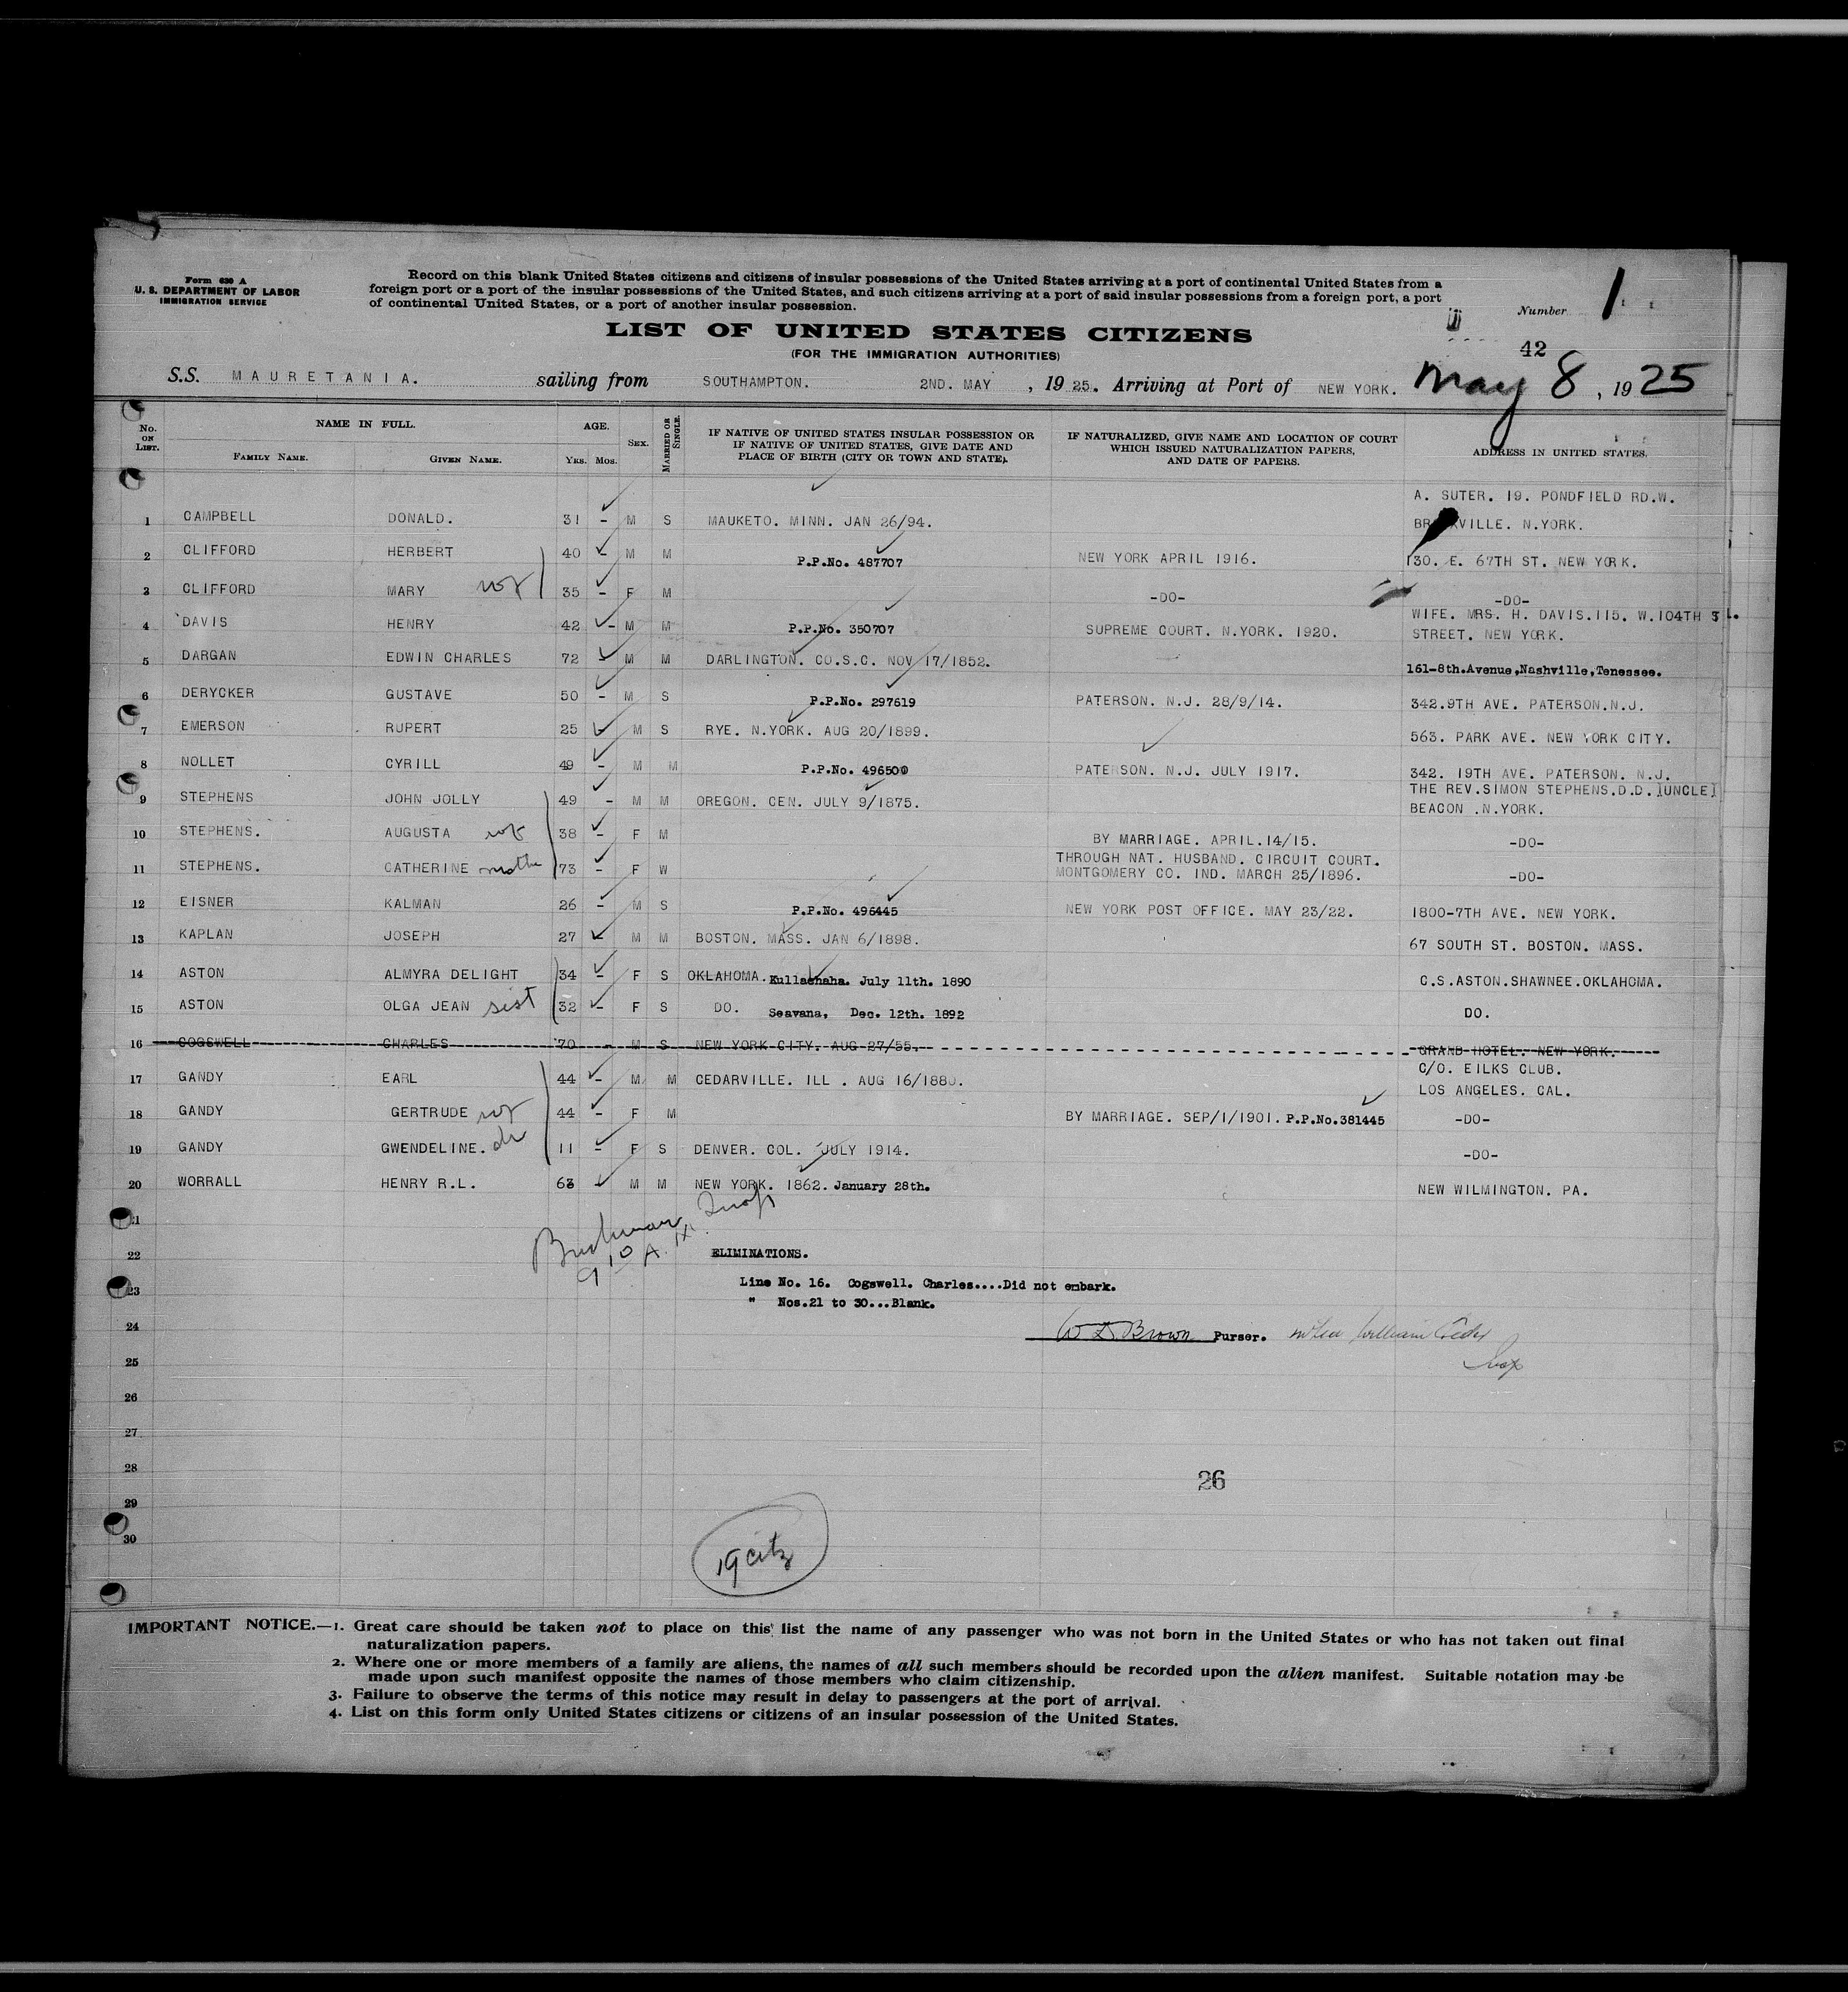 Form 630 A
U. S. DEPARTMENT OF LABOR
IMMIGRATION SERVICE
Record on this blank United States citizens and citizens of insular possessions of the United States arriving at a port of continental United States from a
foreign port or a port of the insular possessions of the United States, and such citizens arriving at a port of said insular possessions from a foreign port, a port
of continental United States, or a port of another insular possession.
Number 1
LIST OF UNITED STATES CITIZENS
(FOR THE IMMIGRATION AUTHORITIES)
42
S.S. MAURETANIA. sailing from SOUTHAMPTON. 2ND. MAY , 19 25. Arriving at Port of NEW YORK. May 8 , 19 25
No. ON LIST. NAME IN FULL. FAMILY NAME. GIVEN NAME. AGE. YRS. MOS. SEX. MARRIED OR SINGLE. IF NATIVE OF UNITED STATES INSULAR POSSESSION OR IF NATIVE OF UNITED STATES, GIVE DATE AND PLACE OF BIRTH (CITY OR TOWN AND STATE). IF NATURALIZED, GIVE NAME AND LOCATION OF COURT WHICH ISSUED NATURALIZATION PAPERS, AND DATE OF PAPERS. ADDRESS IN UNITED STATES.
A. SUTER. 19. PONDFIELD RD.W.
1 CAMPBELL DONALD. 31 - M S MAUKETO. MINN. JAN 26/94. N.YORK.
2 CLIFFORD HERBERT 40 - M M P.P.No. 487707 NEW YORK APRIL 1916. 130. E. 67TH ST. NEW YORK.
3 CLIFFORD MARY 35 - F M -DO- -DO-
4 DAVIS HENRY 42 - M M P.P.No. 350707 SUPREME COURT. N.YORK. 1920. WIFE. MRS. H. DAVIS.115. W.104TH
STREET. NEW YORK.
5 DARGAN EDWIN CHARLES 72 - M M DARLINGTON. CO.S.C. NOV 17/1852. 161-8th.Avenue,Nashville,Tenessee.
6 DERYCKER GUSTAVE 50 - M S P.P.No. 297619 PATERSON. N.J. 28/9/14. 342.9TH AVE. PATERSON.N.J.
7 EMERSON RUPERT 25 - M S RYE. N.YORK. AUG 20/1899. 563. PARK AVE. NEW YORK CITY.
8 NOLLET CYRILL 49 - M M P.P.No. 496500 PATERSON. N.J. JULY 1917. 342. 19TH AVE. PATERSON. N.J.
9 STEPHENS JOHN JOLLY 49 - M M OREGON. CEN. JULY 9/1875. THE REV.SIMON STEPHENS.D.D.]UNCLE]
BEACON .N.YORK.
10 STEPHENS. AUGUSTA 38 - F M BY MARRIAGE. APRIL.14/15. -DO-
11 STEPHENS. CATHERINE 73 - F W THROUGH NAT. HUSBAND. CIRCUIT COURT.
MONTGOMERY CO. IND. MARCH 25/1896. -DO-
12 EISNER KALMAN 26 - M S P.P.No. 496445 NEW YORK POST OFFICE. MAY 23/22. 1800-7TH AVE. NEW YORK.
13 KAPLAN JOSEPH 27 M M BOSTON. MASS. JAN 6/1898. 67 SOUTH ST. BOSTON. MASS.
14 ASTON ALMYRA DELIGHT 34 - F S OKLAHOMA. July 11th. 1890 C.S.ASTON.SHAWNEE.OKLAHOMA.
15 ASTON OLGA JEAN sist 32 - F S DO. Seavana, Dec. 12th. 1892 DO.
16 COGSWELL CHARLES 70 - M S NEW YORK CITY. AUG 27/55. GRAND HOTEL. NEW YORK.
17 GANDY EARL 44 - M M CEDARVILLE. ILL . AUG 16/1880. C/O. EILKS CLUB.
LOS ANGELES. CAL.
18 GANDY GERTRUDE 44 - F M BY MARRIAGE. SEP/1/1901. P.P.No.381445 -DO-
19 GANDY GWENDELINE. 11 - F S DENVER. COL. JULY 1914. -DO-
20 WORRALL HENRY R.L. 63 M M NEW YORK. 1862. January 28th. NEW WILMINGTON. PA.
21
22 ELIMINATIONS.
23 Line No. 16. Cogswell. Charles....Did not embark.
" Nos.21 to 30...Blank.
24 Brown Purser.
25
26
27
28 26
29
30
19 citz
IMPORTANT NOTICE.—1. Great care should be taken not to place on this list the name of any passenger who was not born in the United States or who has not taken out final
naturalization papers.
2. Where one or more members of a family are aliens, the names of all such members should be recorded upon the alien manifest. Suitable notation may be
made upon such manifest opposite the names of those members who claim citizenship.
3. Failure to observe the terms of this notice may result in delay to passengers at the port of arrival.
4. List on this form only United States citizens or citizens of an insular possession of the United States.